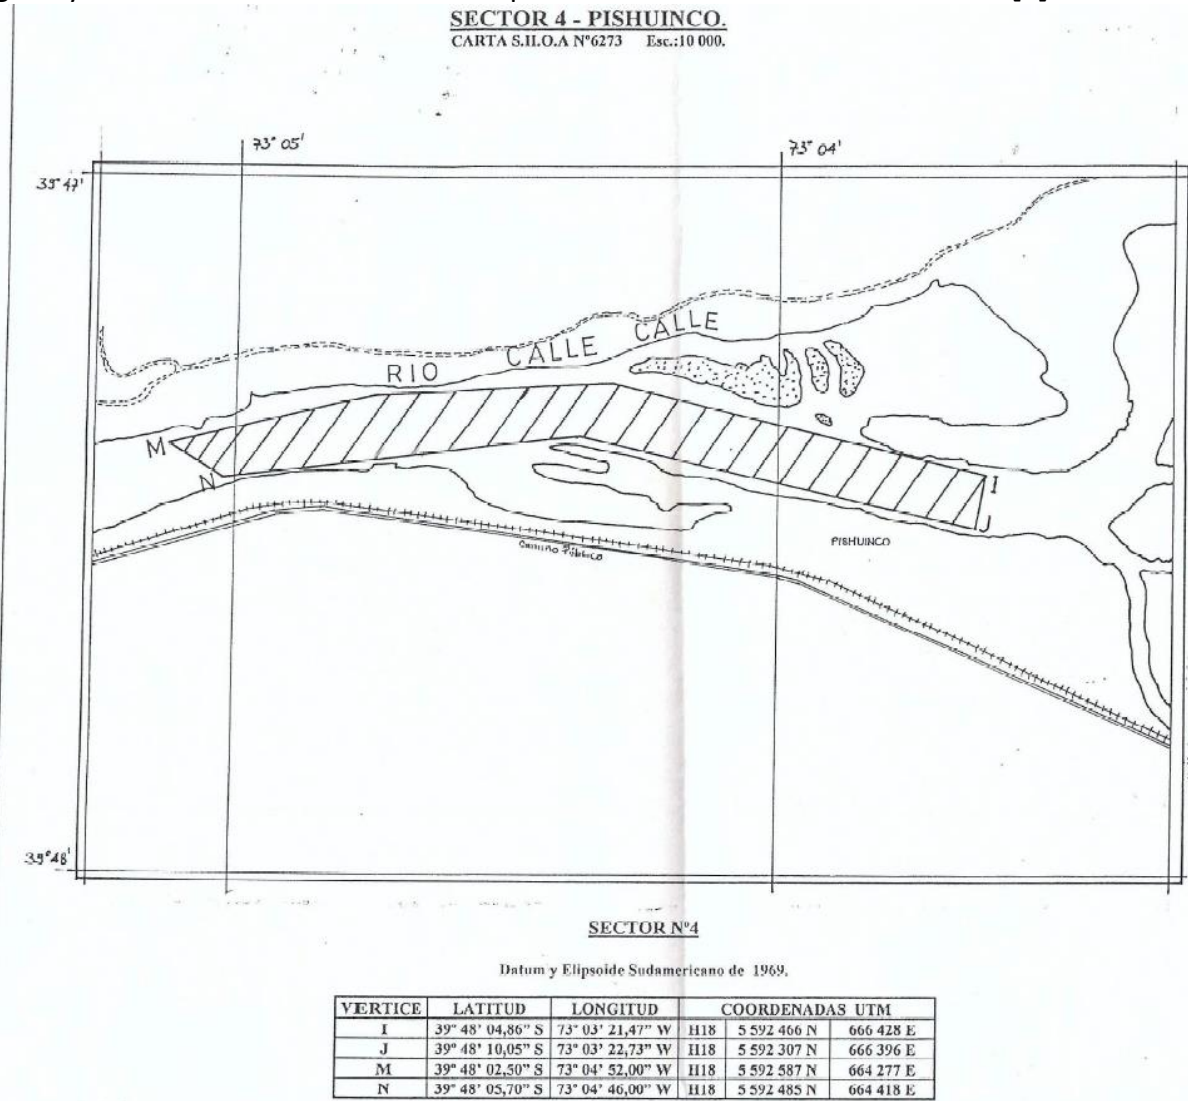 SECTOR 4 - PISHUINCO.
CARTA S.H.O.A Nº6273 Esc.:10 000.
73° 05'
73° 04'
39° 47'
RIO CALLE CALLE
M
N
I
J
PISHUINCO
Camino Público
39° 48'
SECTOR Nº4
Datum y Elipsoide Sudamericano de 1969.
VERTICE LATITUD LONGITUD COORDENADAS UTM
I 39° 48' 04,86" S 73° 03' 21,47" W H18 5 592 466 N 666 428 E
J 39° 48' 10,05" S 73° 03' 22,73" W H18 5 592 307 N 666 396 E
M 39° 48' 02,50" S 73° 04' 52,00" W H18 5 592 587 N 664 277 E
N 39° 48' 05,70" S 73° 04' 46,00" W H18 5 592 485 N 664 418 E